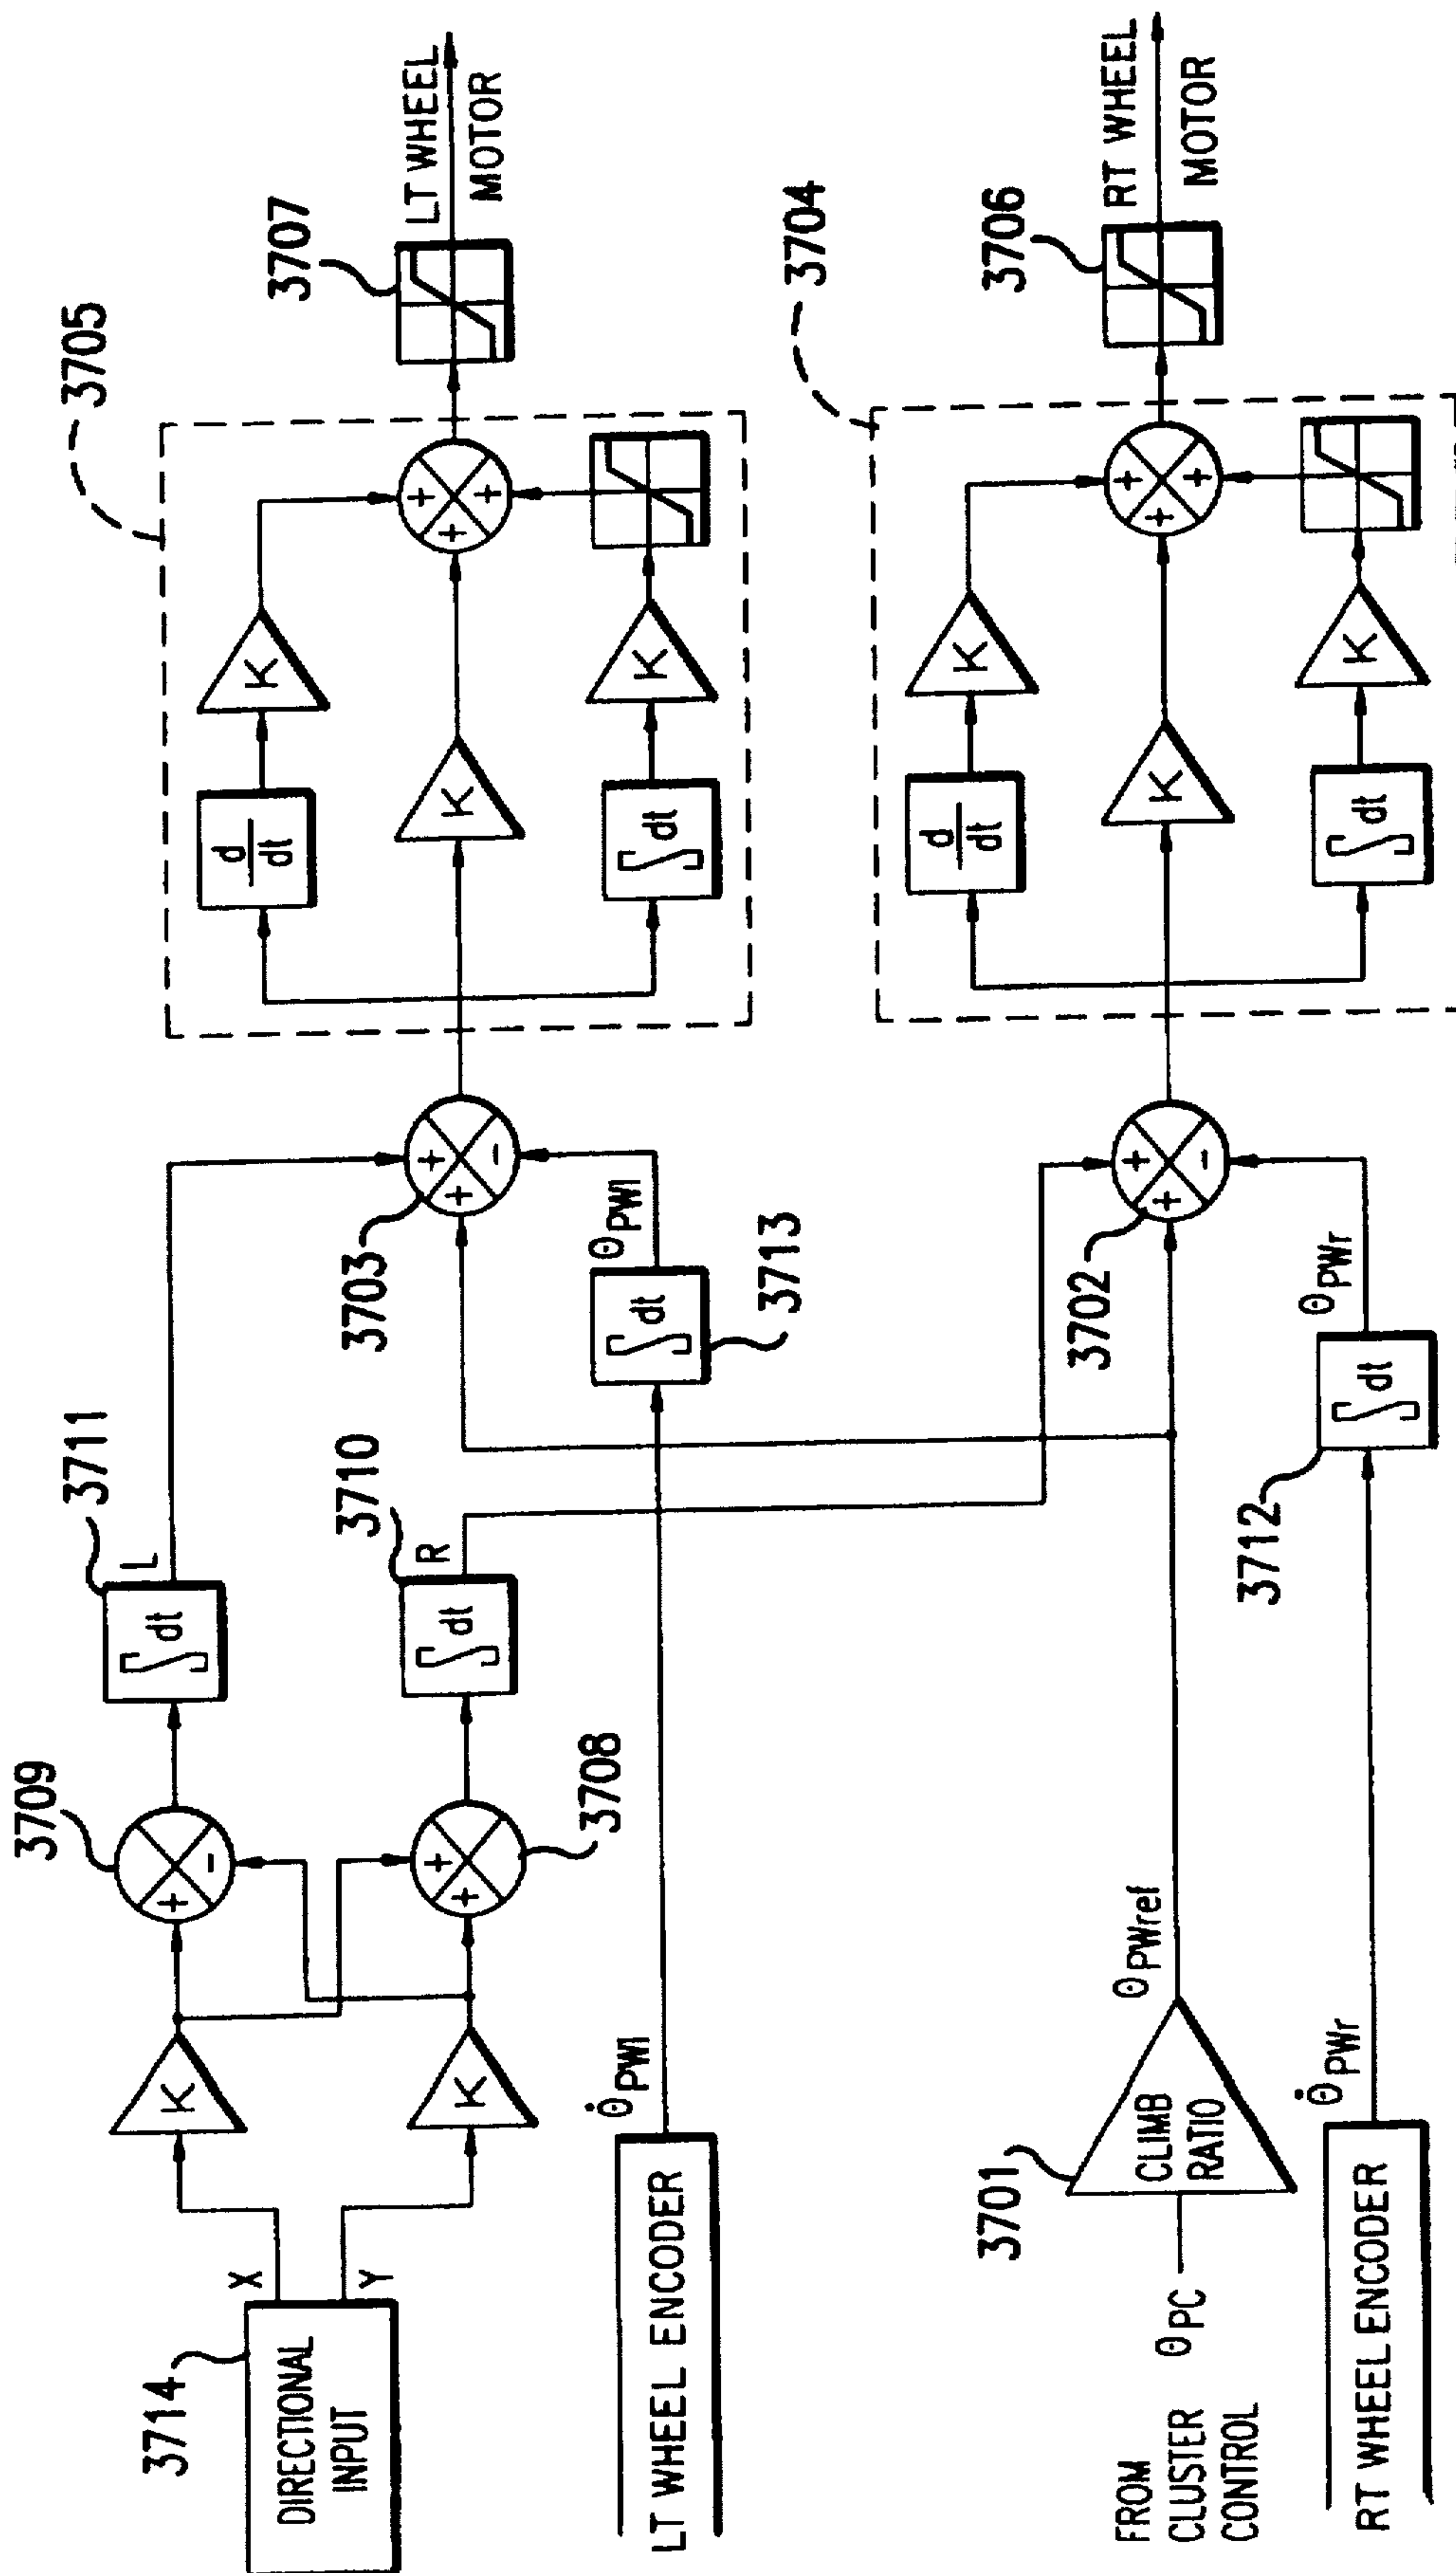 3714
DIRECTIONAL
INPUT
X
Y
K
K
3709
+
-
3708
+
+
3711
∫dt
L
3710
∫dt
R
LT WHEEL ENCODER
θ̇PWl
3713
∫dt
θPWl
3703
+
+
-
3705
d
dt
K
K
∫dt
K
+
+
+
3707
LT WHEEL
MOTOR
FROM
CLUSTER
CONTROL
θPC
3701
CLIMB
RATIO
θPWref
RT WHEEL ENCODER
θ̇PWr
3712
∫dt
θPWr
3702
+
+
-
3704
d
dt
K
K
∫dt
K
+
+
+
3706
RT WHEEL
MOTOR